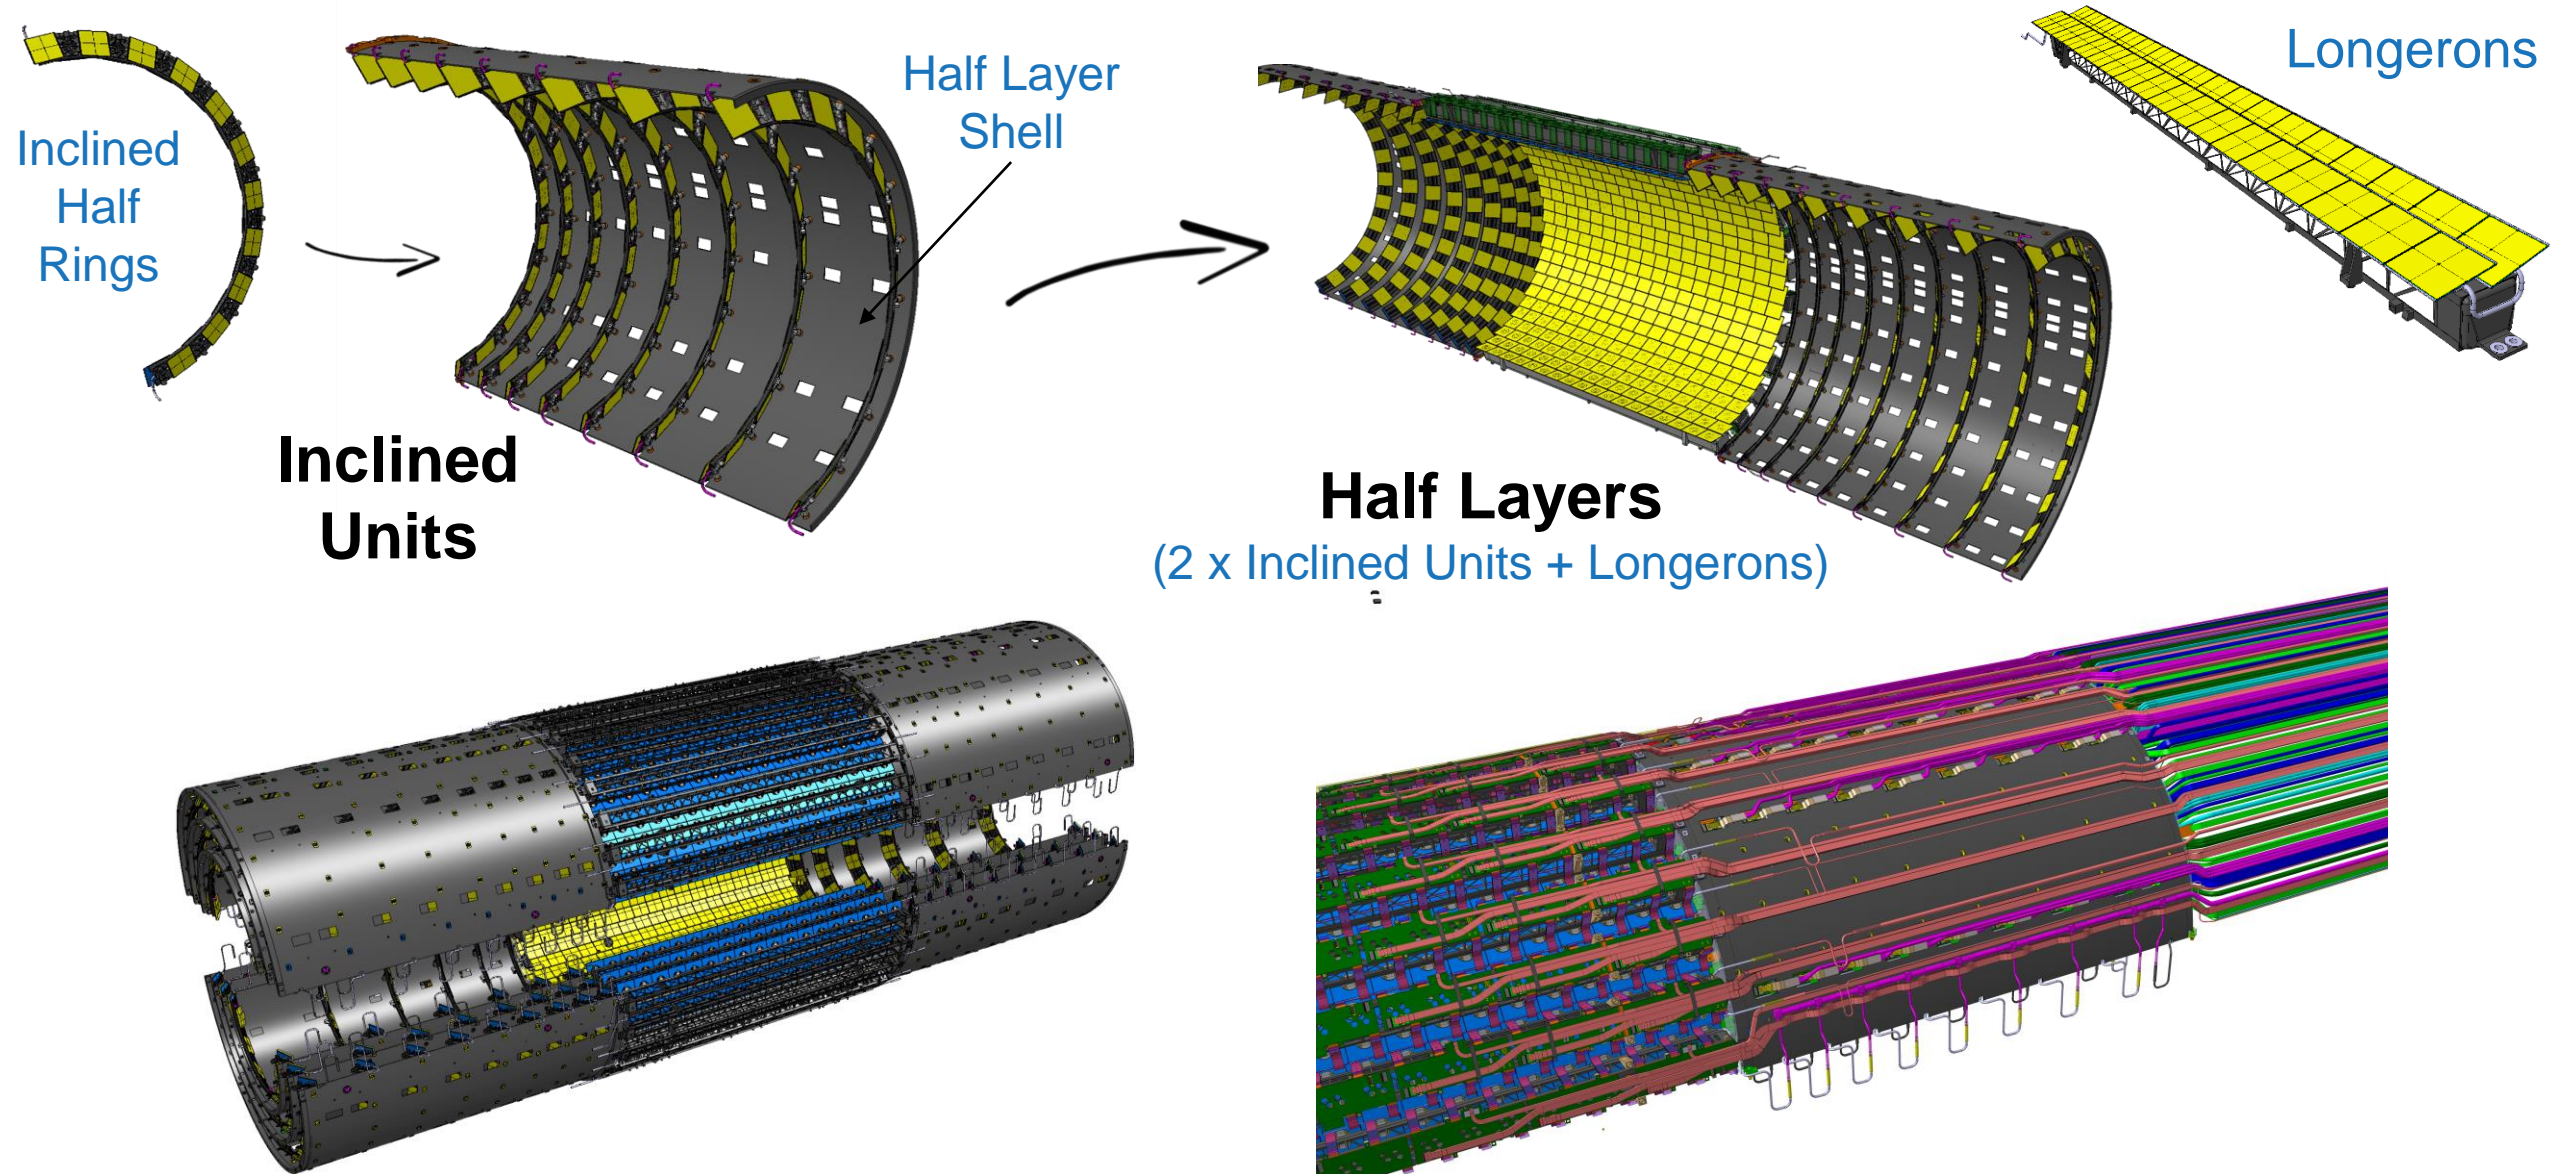 Inclined
Half
Rings
Half Layer
Shell
Longerons
Inclined
Units
Half Layers
(2 x Inclined Units + Longerons)